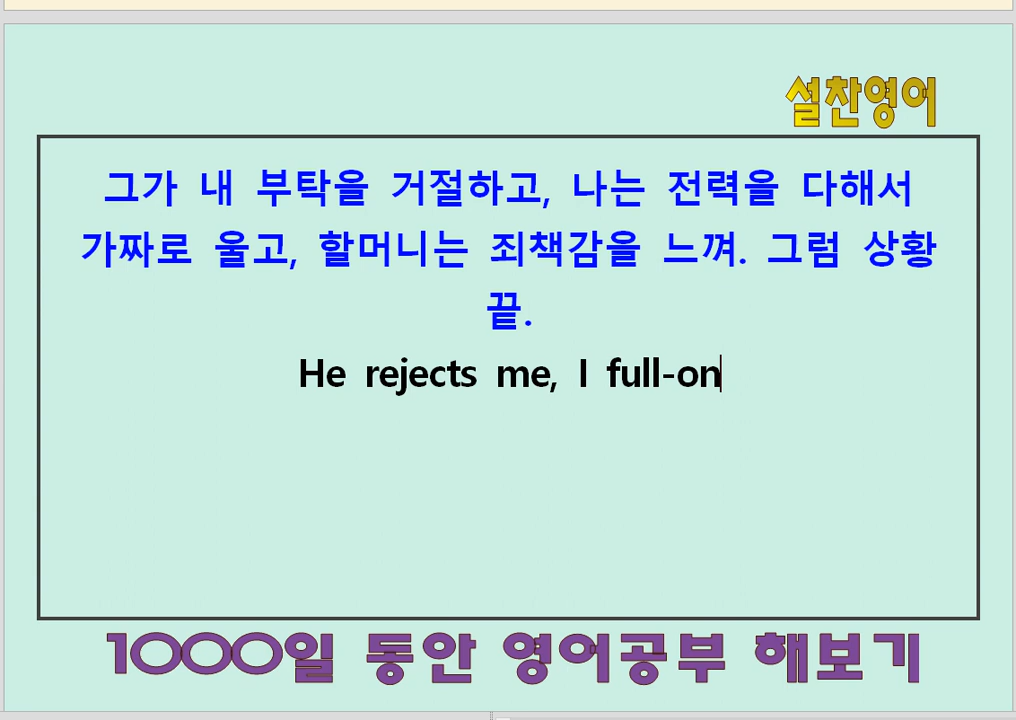 설찬영어
그가 내 부탁을 거절하고, 나는 전력을 다해서
가짜로 울고, 할머니는 죄책감을 느껴. 그럼 상황
끝.
He rejects me, I full-on
1000일 동안 영어공부 해보기